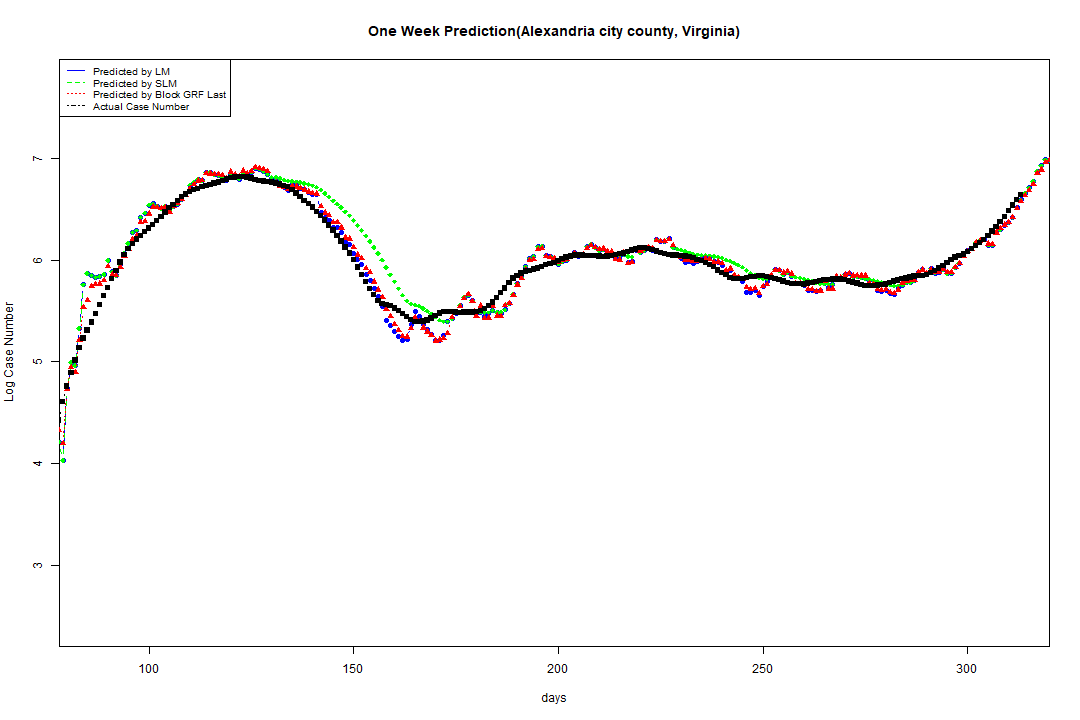 One Week Prediction(Alexandria city county, Virginia)
Predicted by LM
Predicted by SLM
Predicted by Block GRF Last
Actual Case Number
7
6
5
4
3
Log Case Number
100 150 200 250 300
days